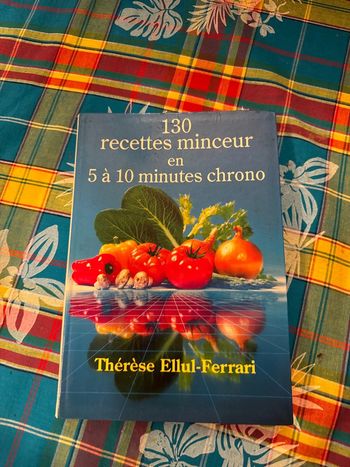 130
recettes minceur
en
5 à 10 minutes chrono
Thérèse Ellul-Ferrari